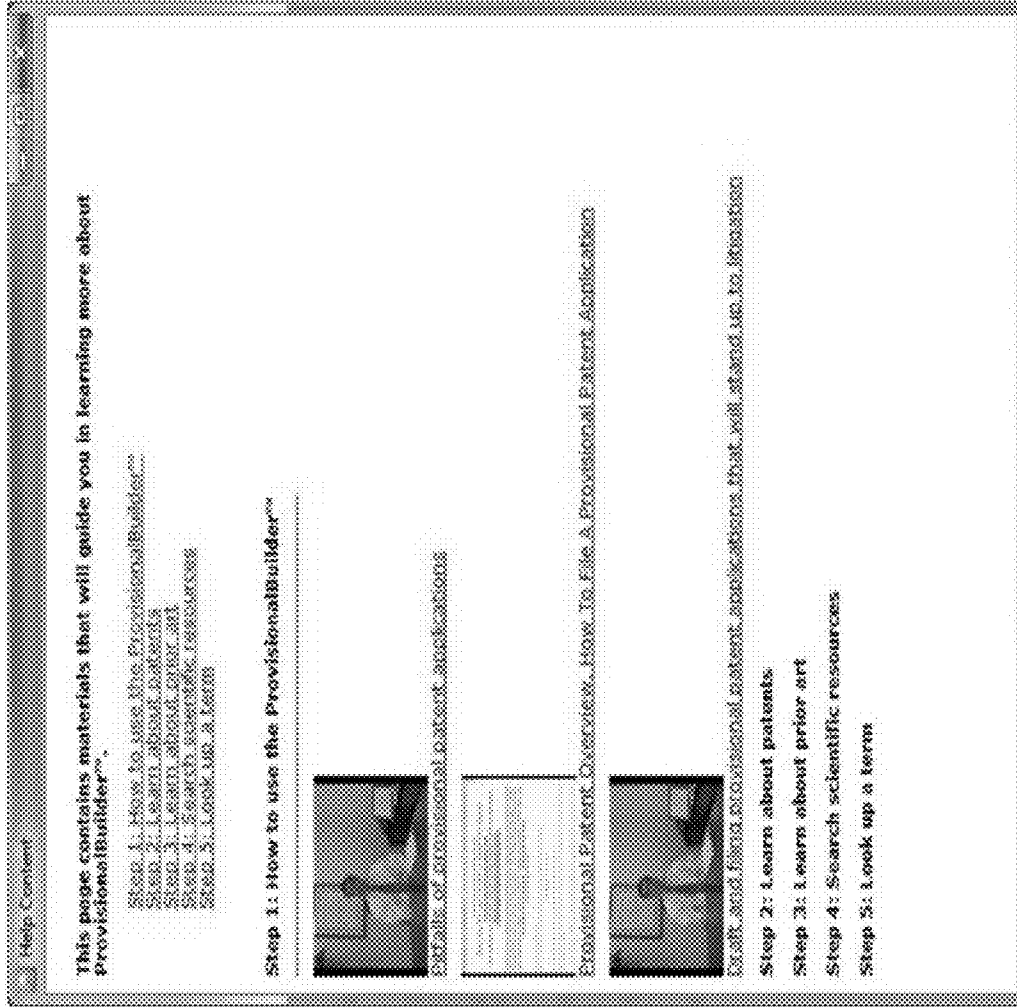 Help Content
This page contains materials that will guide you in learning more about
ProvisionalBuilder™.
Step 1: How to use the ProvisionalBuilder™
Step 2: Learn about patents
Step 3: Learn about prior art
Step 4: Search scientific resources
Step 5: Look up a term
Step 1: How to use the ProvisionalBuilder™
Pitfalls of provisional patent applications
Provisional Patent Overview, How To File A Provisional Patent Application
Draft and filing provisional patent applications that will stand up to litigation
Step 2: Learn about patents
Step 3: Learn about prior art
Step 4: Search scientific resources
Step 5: Look up a term